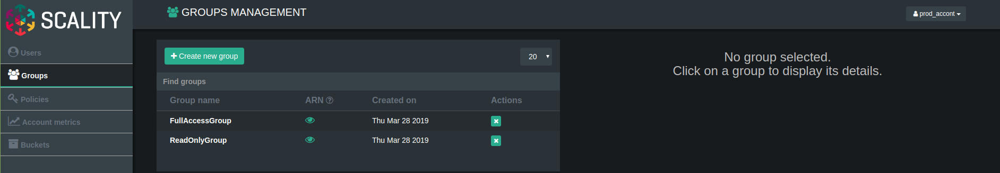 SCALITY
GROUPS MANAGEMENT
prod_accont
Users
Groups
Policies
Account metrics
Buckets
Create new group
20
Find groups
Group name ARN Created on Actions
FullAccessGroup Thu Mar 28 2019
ReadOnlyGroup Thu Mar 28 2019
No group selected.
Click on a group to display its details.